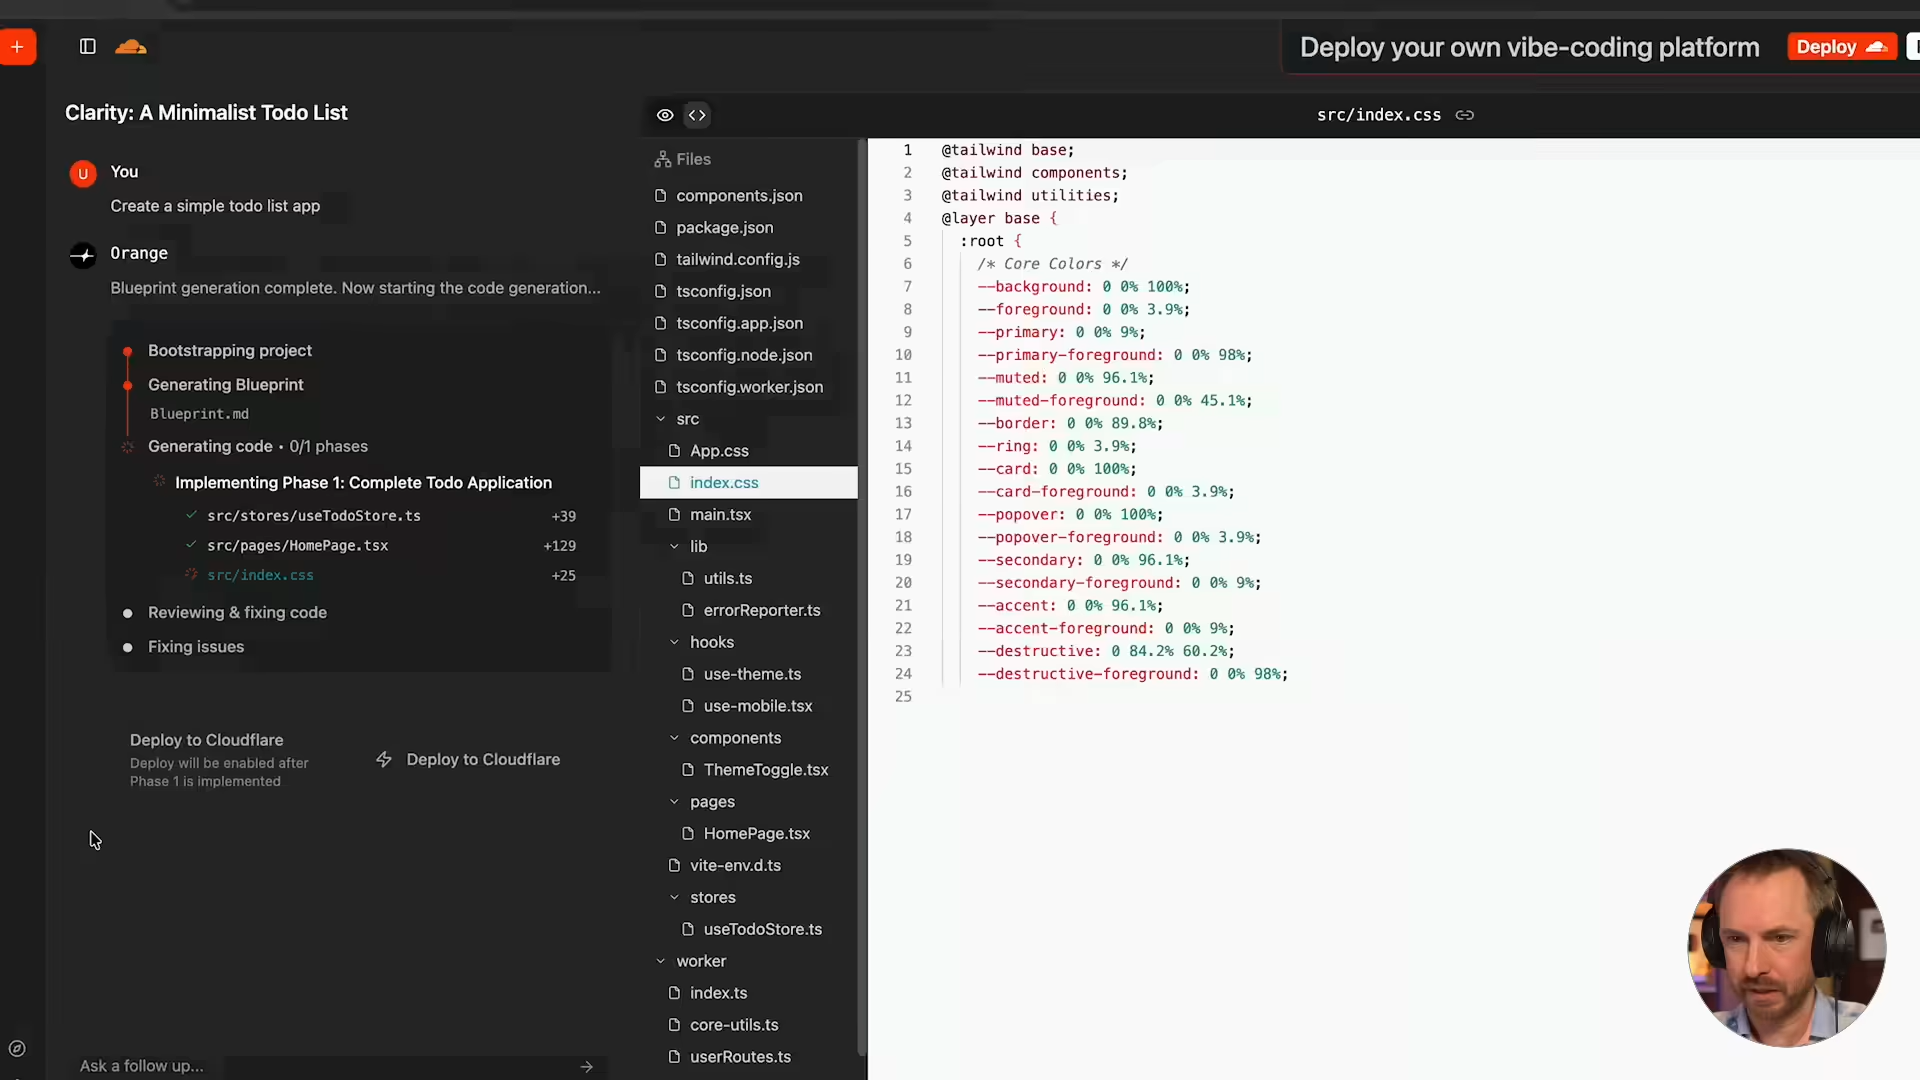 Deploy your own vibe-coding platform
Deploy
Clarity: A Minimalist Todo List
U
You
Create a simple todo list app
Orange
Blueprint generation complete. Now starting the code generation...
Bootstrapping project
Generating Blueprint
Blueprint.md
Generating code • 0/1 phases
Implementing Phase 1: Complete Todo Application
src/stores/useTodoStore.ts +39
src/pages/HomePage.tsx +129
src/index.css +25
Reviewing & fixing code
Fixing issues
Deploy to Cloudflare
Deploy will be enabled after
Phase 1 is implemented
Deploy to Cloudflare
Ask a follow up...
Files
components.json
package.json
tailwind.config.js
tsconfig.json
tsconfig.app.json
tsconfig.node.json
tsconfig.worker.json
src
App.css
index.css
main.tsx
lib
utils.ts
errorReporter.ts
hooks
use-theme.ts
use-mobile.tsx
components
ThemeToggle.tsx
pages
HomePage.tsx
vite-env.d.ts
stores
useTodoStore.ts
worker
index.ts
core-utils.ts
userRoutes.ts
src/index.css
1 @tailwind base;
2 @tailwind components;
3 @tailwind utilities;
4 @layer base {
5 :root {
6 /* Core Colors */
7 --background: 0 0% 100%;
8 --foreground: 0 0% 3.9%;
9 --primary: 0 0% 9%;
10 --primary-foreground: 0 0% 98%;
11 --muted: 0 0% 96.1%;
12 --muted-foreground: 0 0% 45.1%;
13 --border: 0 0% 89.8%;
14 --ring: 0 0% 3.9%;
15 --card: 0 0% 100%;
16 --card-foreground: 0 0% 3.9%;
17 --popover: 0 0% 100%;
18 --popover-foreground: 0 0% 3.9%;
19 --secondary: 0 0% 96.1%;
20 --secondary-foreground: 0 0% 9%;
21 --accent: 0 0% 96.1%;
22 --accent-foreground: 0 0% 9%;
23 --destructive: 0 84.2% 60.2%;
24 --destructive-foreground: 0 0% 98%;
25